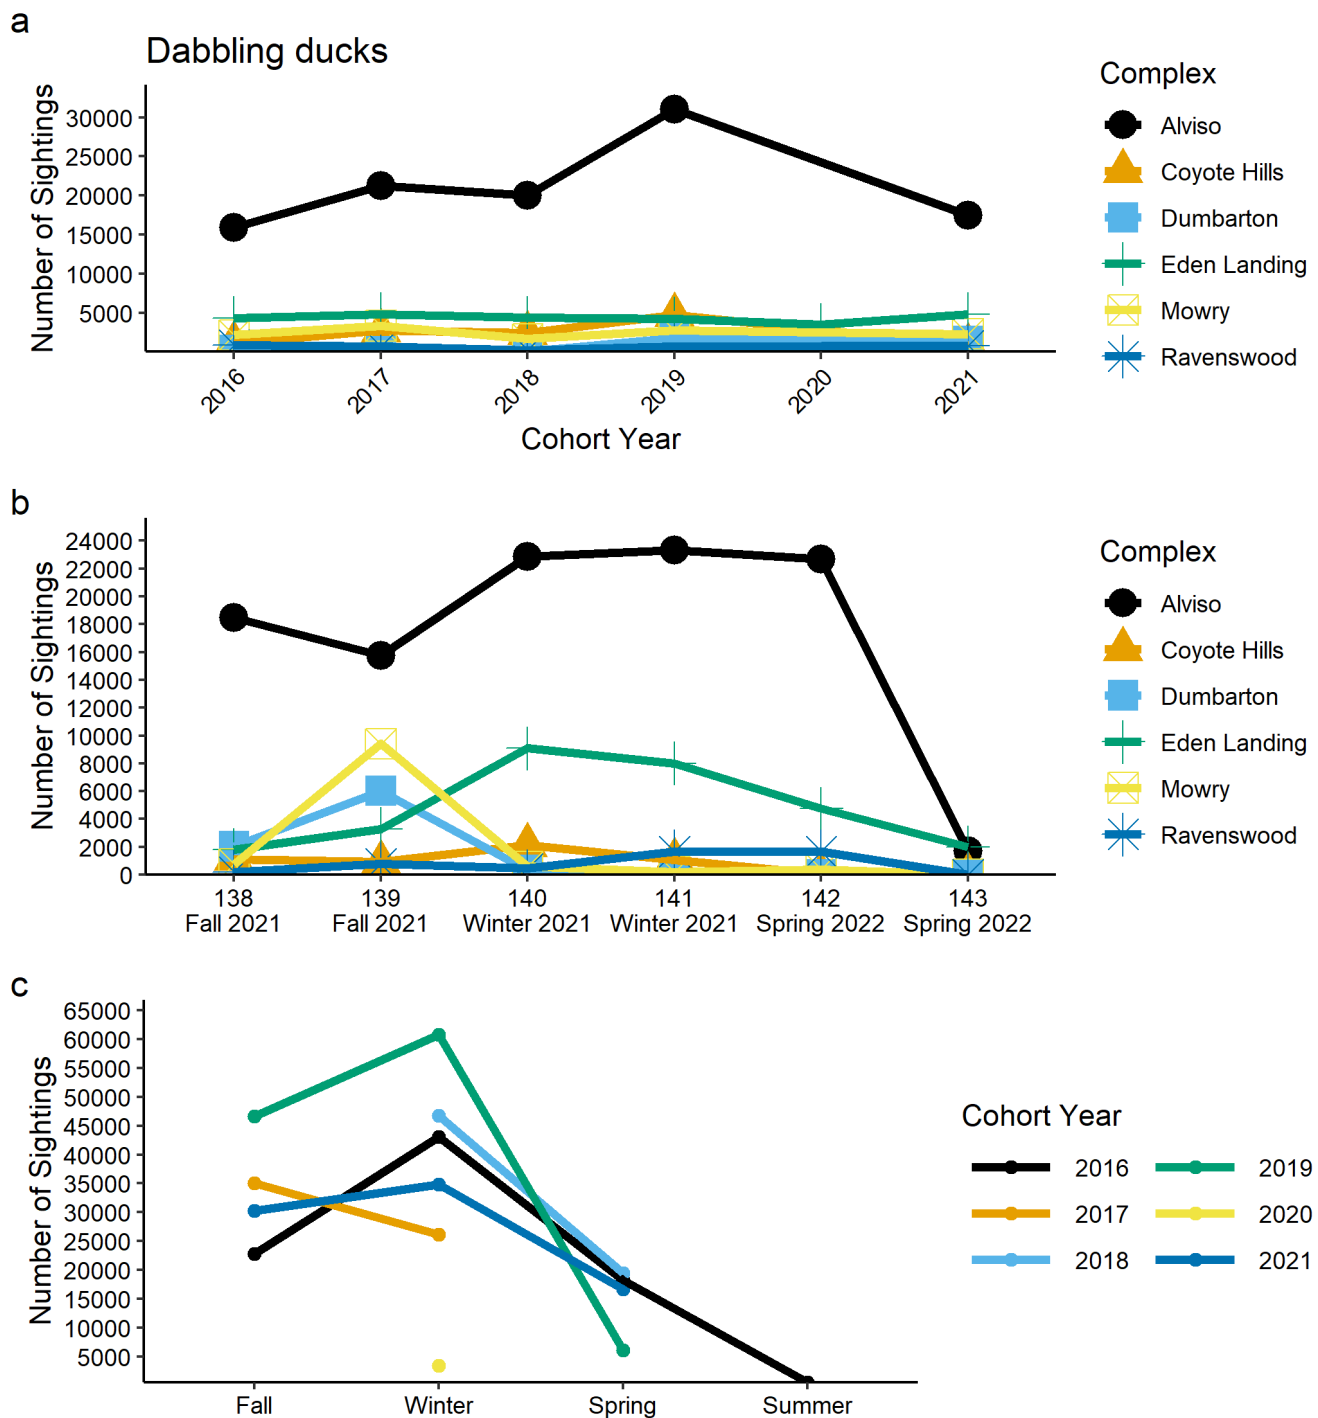 a
Dabbling ducks
Number of Sightings
30000
25000
20000
15000
10000
5000
2016
2017
2018
2019
2020
2021
Cohort Year
Complex
Alviso
Coyote Hills
Dumbarton
Eden Landing
Mowry
Ravenswood
b
Number of Sightings
24000
22000
20000
18000
16000
14000
12000
10000
8000
6000
4000
2000
0
138
Fall 2021
139
Fall 2021
140
Winter 2021
141
Winter 2021
142
Spring 2022
143
Spring 2022
Complex
Alviso
Coyote Hills
Dumbarton
Eden Landing
Mowry
Ravenswood
c
Number of Sightings
65000
60000
55000
50000
45000
40000
35000
30000
25000
20000
15000
10000
5000
Fall
Winter
Spring
Summer
Cohort Year
2016
2017
2018
2019
2020
2021